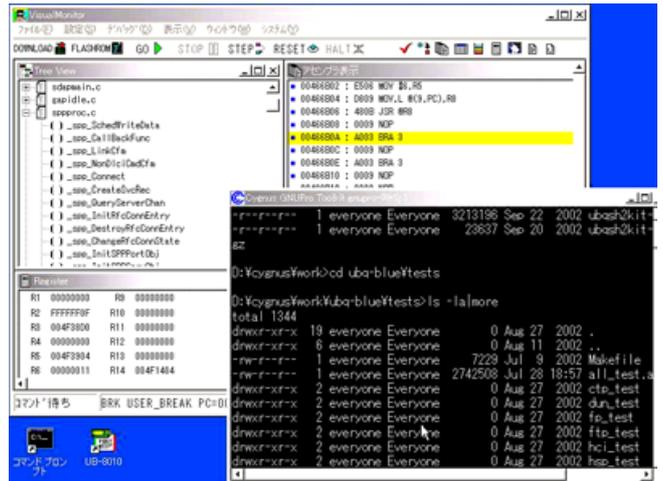 VisualMonitor
ファイル(F) 設定(S) デバッグ(D) 表示(V) ウインドウ(W) システム(Z)
DOWNLOAD FLASHROM GO STOP STEP RESET HALT
Tree View
sdapmain.c
gapidle.c
sppproc.c
( ) _spp_SchedWriteData
( ) _spp_CallBackFunc
( ) _spp_LinkCfm
( ) _spp_NonDlciCmdCfm
( ) _spp_Connect
( ) _spp_CreateSvcRec
( ) _spp_QueryServerChan
( ) _spp_InitRfcConnEntry
( ) _spp_DestroyRfcConnEntry
( ) _spp_ChangeRfcConnState
( ) _spp_InitSPPPortObj
アセンブラ表示
00466B02 : E506 MOV $6,R5
00466B04 : D609 MOV.L @(9,PC),R6
00466B06 : 480B JSR @R8
00466B08 : 0009 NOP
00466B0A : A003 BRA 3
00466B0C : 0009 NOP
00466B0E : A003 BRA 3
00466B10 : 0009 NOP
Register
R1 00000000 R9 00000000
R2 FFFFFF0F R10 00000000
R3 004F38D0 R11 00000000
R4 00000000 R12 00000000
R5 004F3904 R13 00000000
R6 00000011 R14 004F1404
コマンド待ち BRK USER_BREAK
Cygnus GNUPro
-r--r--r-- 1 everyone Everyone 3213196 Sep 22 2002 ubqsh2kit-
-r--r--r-- 1 everyone Everyone 23637 Sep 20 2002 ubqsh2kit-
gz
D:¥cygnus¥work>cd ubq-blue¥tests
D:¥cygnus¥work¥ubq-blue¥tests>ls -la|more
total 1344
drwxr-xr-x 19 everyone Everyone 0 Aug 27 2002 .
drwxr-xr-x 6 everyone Everyone 0 Aug 11 2002 ..
-rw-r--r-- 1 everyone Everyone 7229 Jul 9 2002 Makefile
-rw-r--r-- 1 everyone Everyone 2742508 Jul 28 18:57 all_test.a
drwxr-xr-x 2 everyone Everyone 0 Aug 27 2002 ctp_test
drwxr-xr-x 2 everyone Everyone 0 Aug 27 2002 dun_test
drwxr-xr-x 2 everyone Everyone 0 Aug 27 2002 fp_test
drwxr-xr-x 2 everyone Everyone 0 Aug 27 2002 ftp_test
drwxr-xr-x 2 everyone Everyone 0 Aug 27 2002 hci_test
drwxr-xr-x 2 everyone Everyone 0 Aug 27 2002 hsp_test
コマンド プロンプト
UB-8010